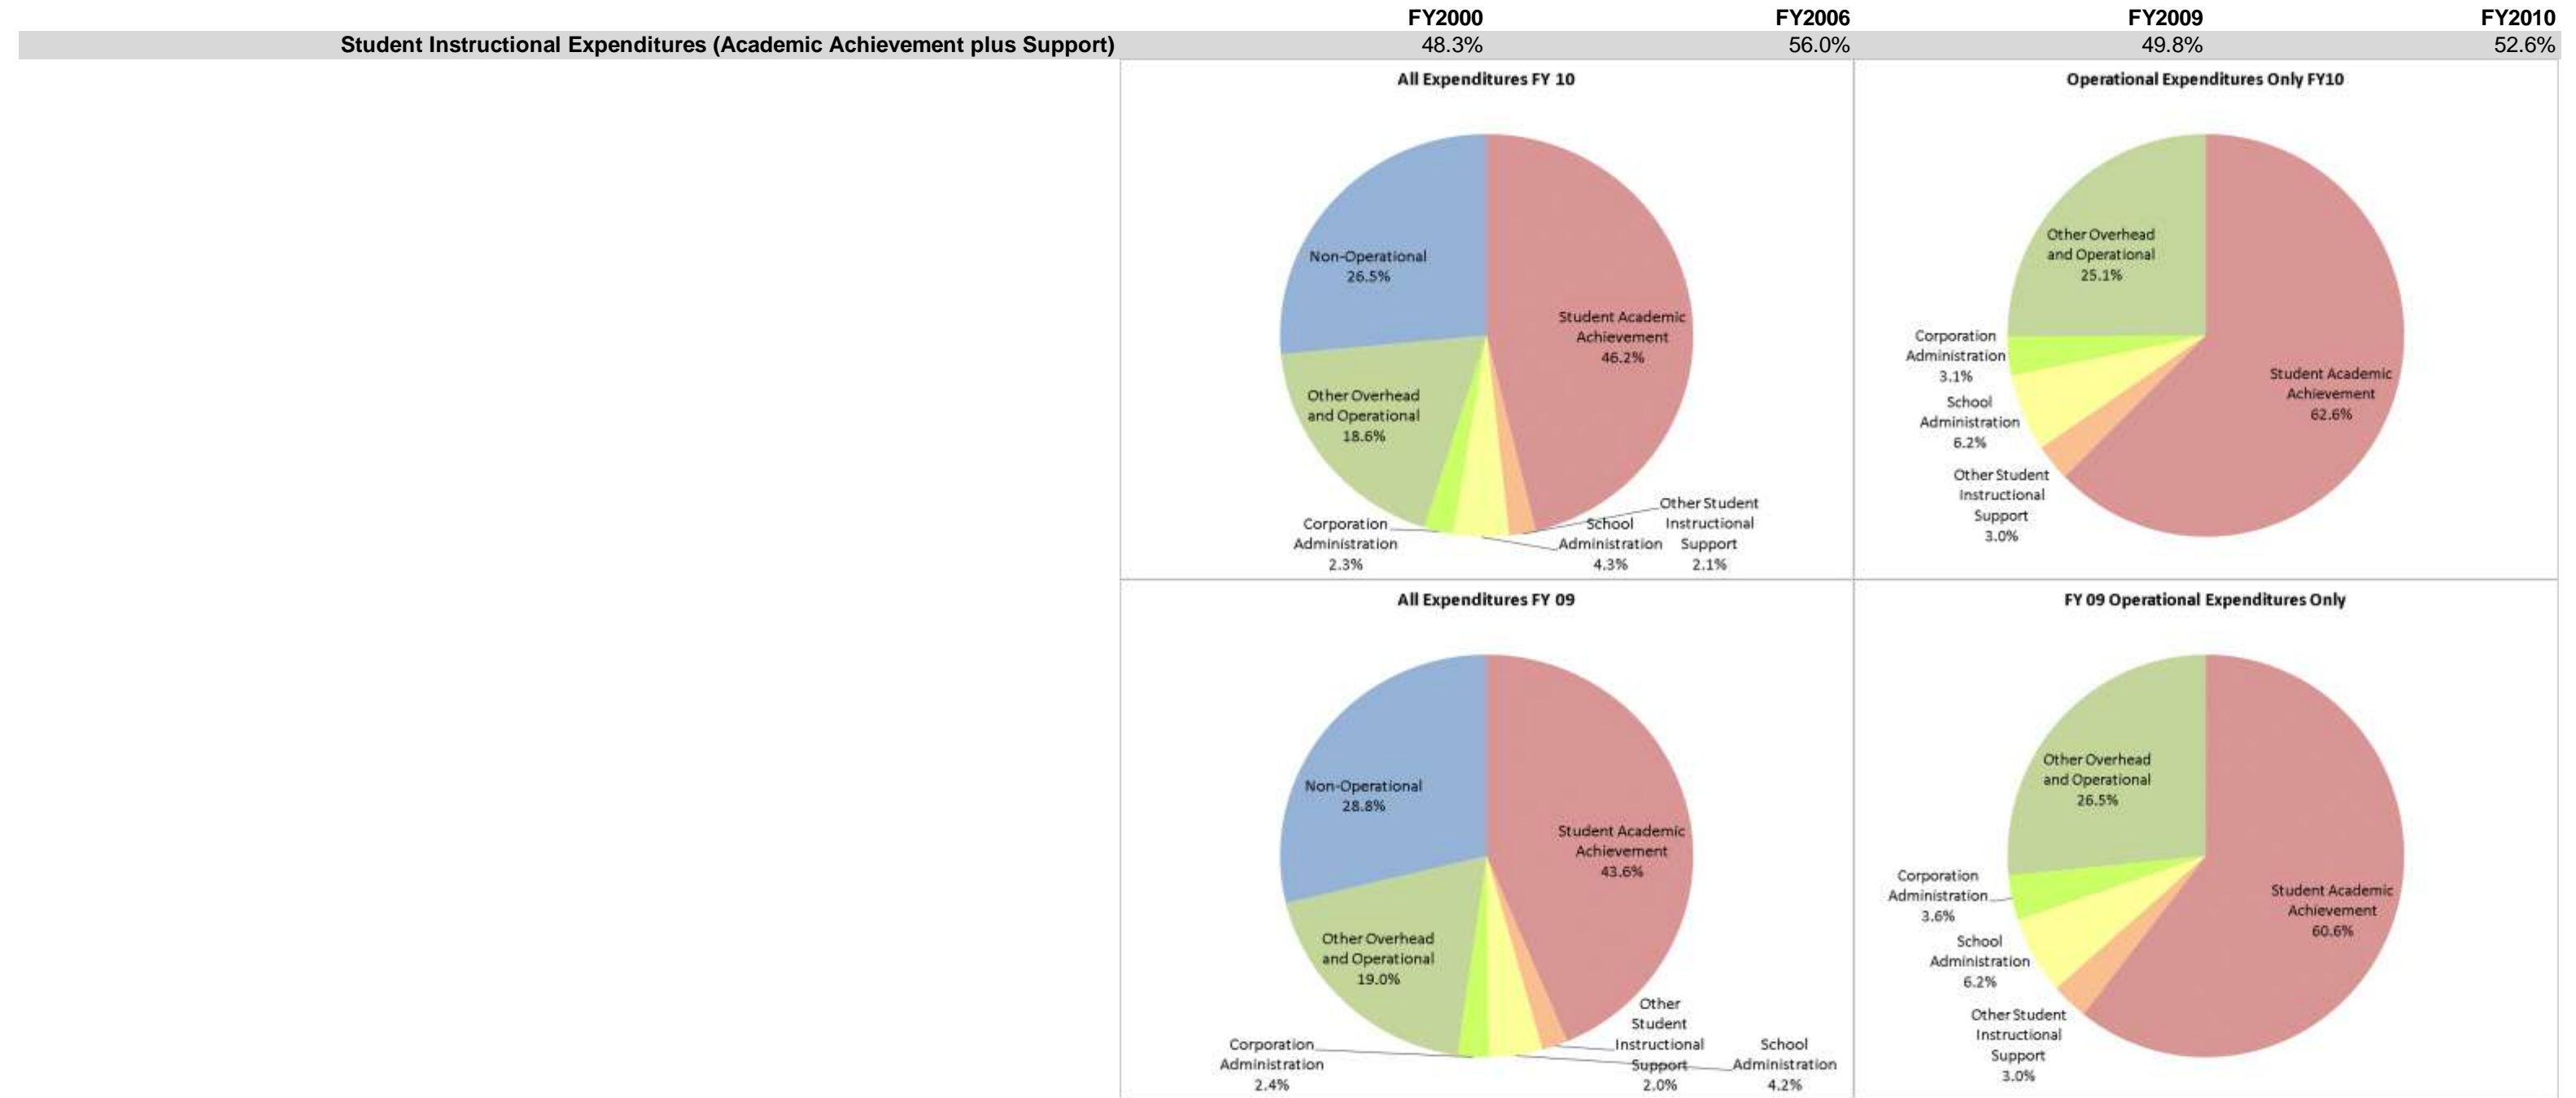 FY2000 FY2006 FY2009 FY2010
Student Instructional Expenditures (Academic Achievement plus Support) 48.3% 56.0% 49.8% 52.6%
All Expenditures FY 10
Non-Operational
26.5%
Student Academic
Achievement
46.2%
Other Overhead
and Operational
18.6%
Corporation
Administration
2.3%
School
Administration
4.3%
Other Student
Instructional
Support
2.1%
Operational Expenditures Only FY10
Other Overhead
and Operational
25.1%
Corporation
Administration
3.1%
School
Administration
6.2%
Other Student
Instructional
Support
3.0%
Student Academic
Achievement
62.6%
All Expenditures FY 09
Non-Operational
28.8%
Student Academic
Achievement
43.6%
Other Overhead
and Operational
19.0%
Corporation
Administration
2.4%
Other
Student
Instructional
Support
2.0%
School
Administration
4.2%
FY 09 Operational Expenditures Only
Other Overhead
and Operational
26.5%
Corporation
Administration
3.6%
School
Administration
6.2%
Other Student
Instructional
Support
3.0%
Student Academic
Achievement
60.6%